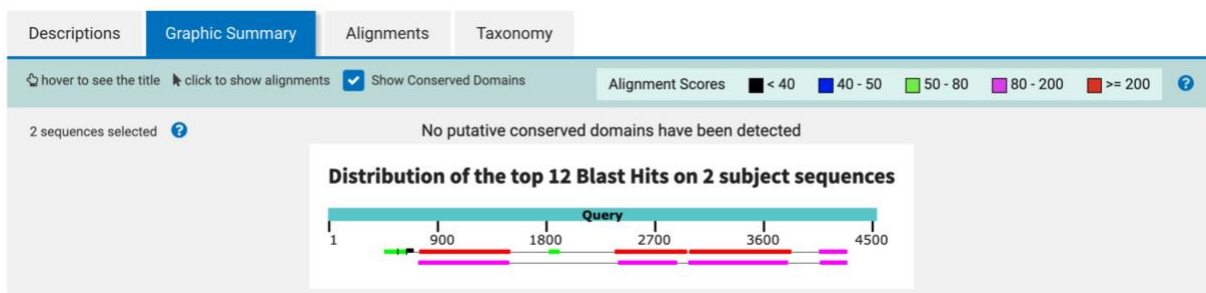 Descriptions Graphic Summary Alignments Taxonomy
hover to see the title click to show alignments Show Conserved Domains Alignment Scores < 40 40 - 50 50 - 80 80 - 200 >= 200 ?
2 sequences selected ? No putative conserved domains have been detected
Distribution of the top 12 Blast Hits on 2 subject sequences
Query
1 900 1800 2700 3600 4500